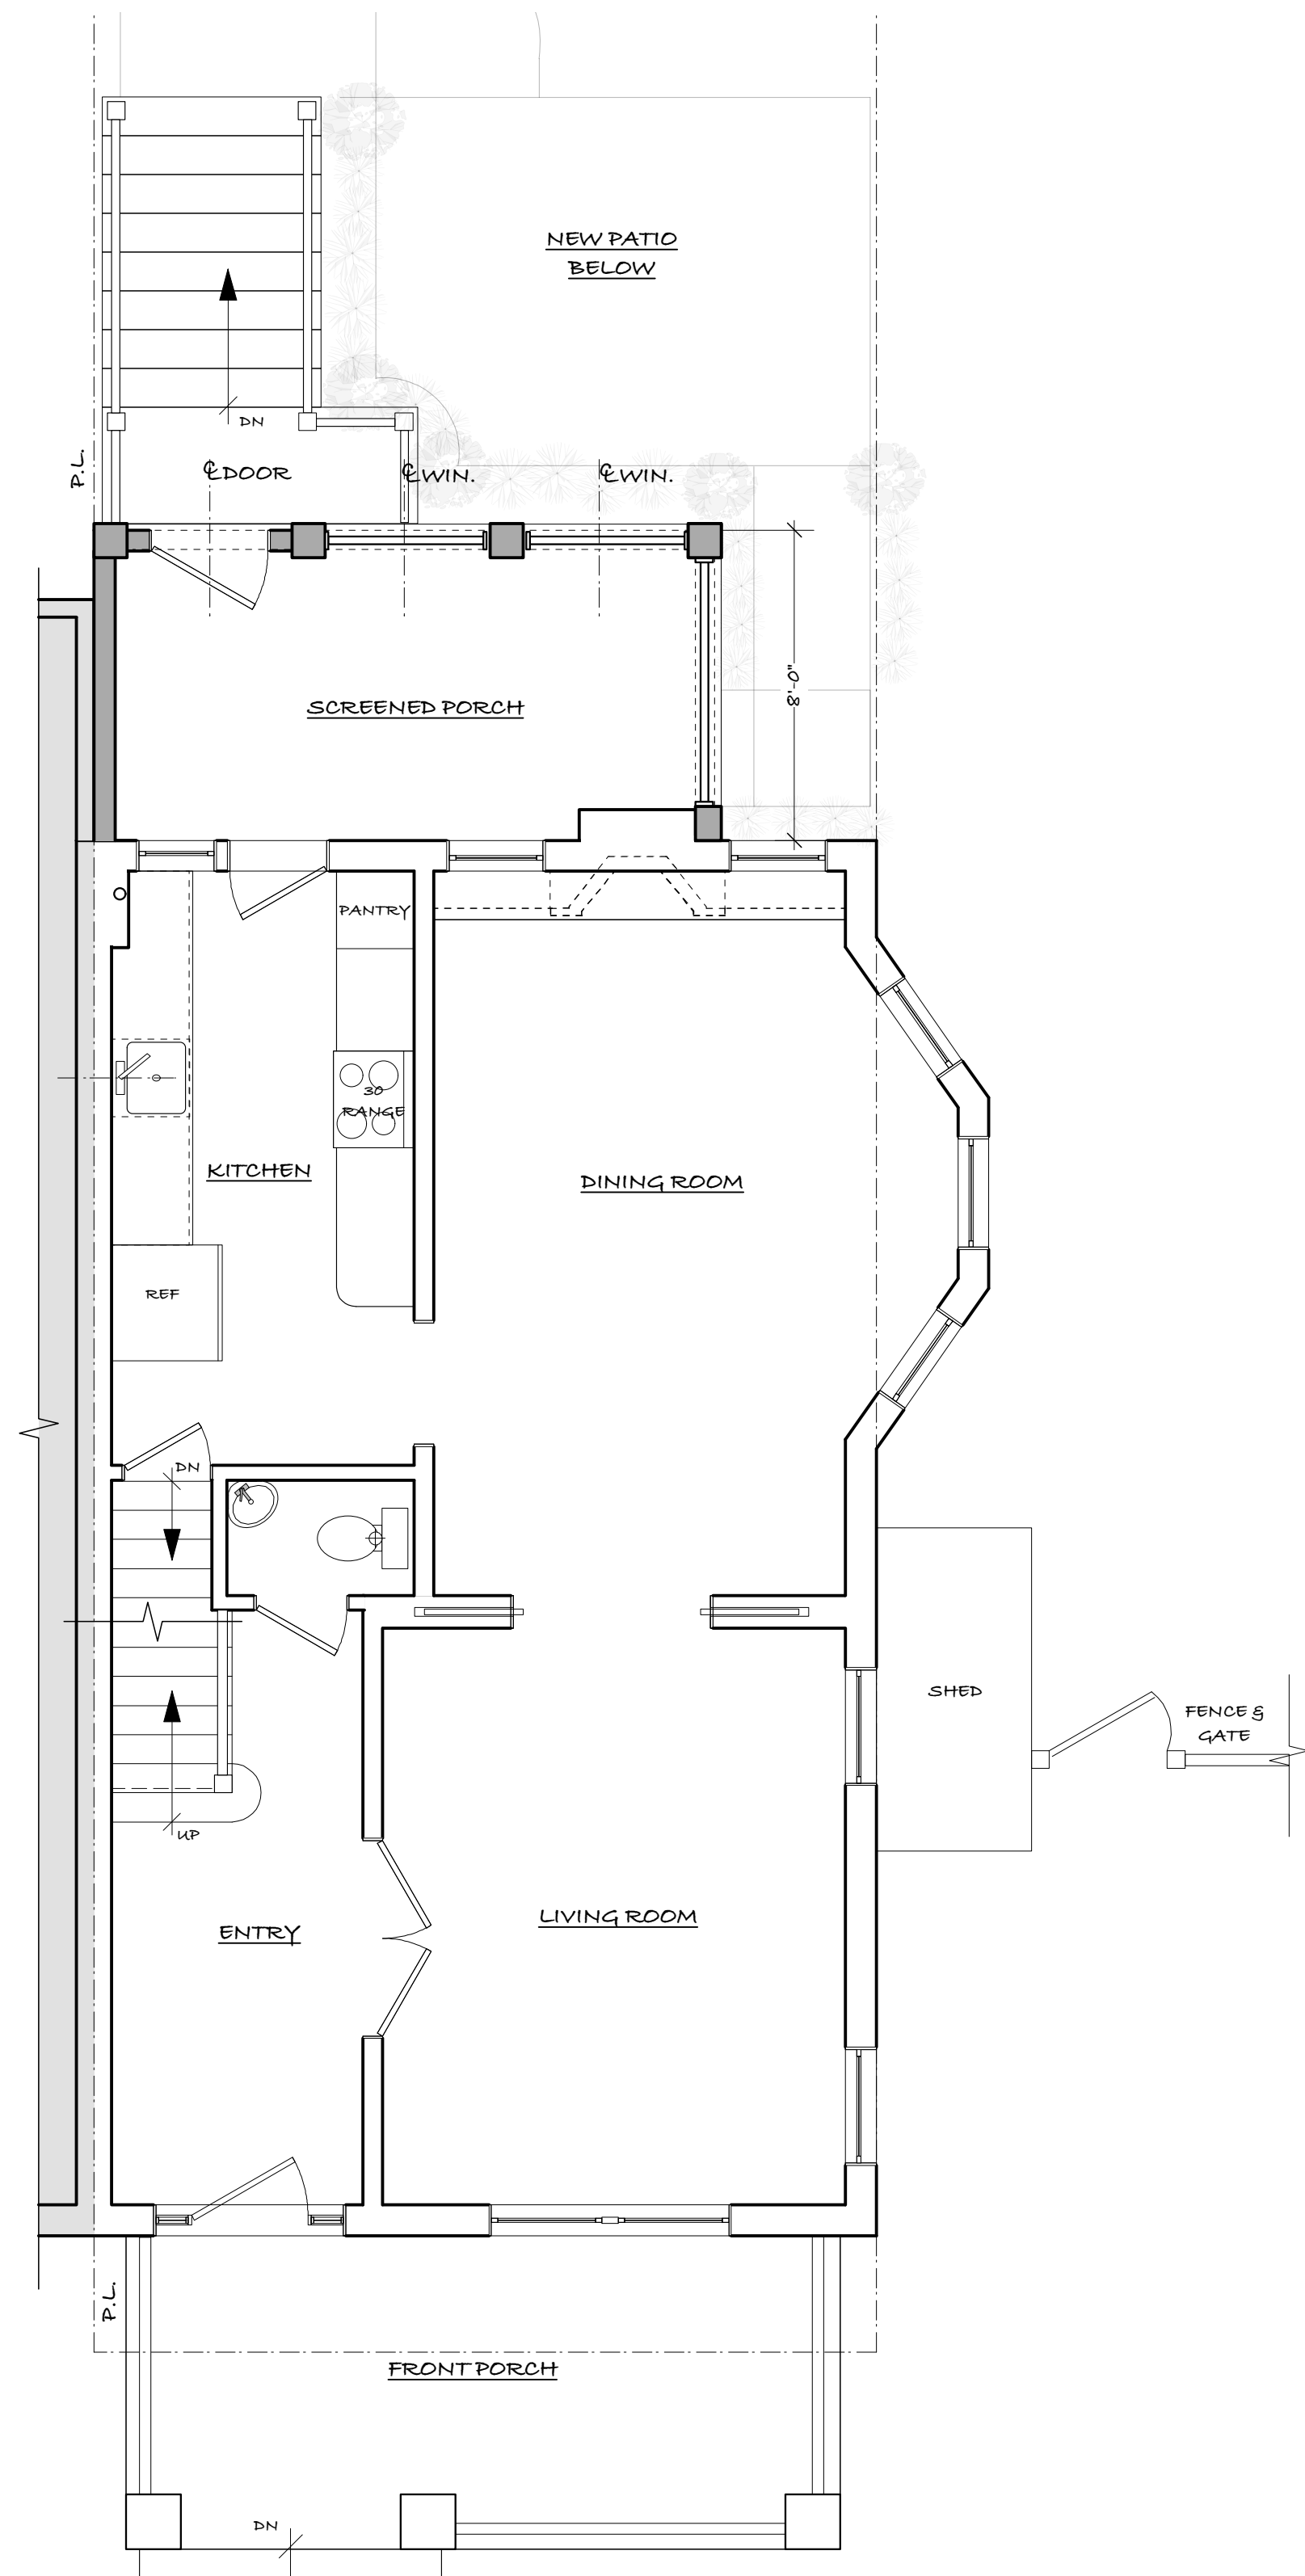 NEW PATIO
BELOW
DN
P.L.
℄ DOOR
℄ WIN.
℄ WIN.
8'-0"
SCREENED PORCH
PANTRY
30
RANGE
KITCHEN
DINING ROOM
REF
DN
SHED
FENCE &
GATE
UP
LIVING ROOM
ENTRY
P.L.
FRONT PORCH
DN